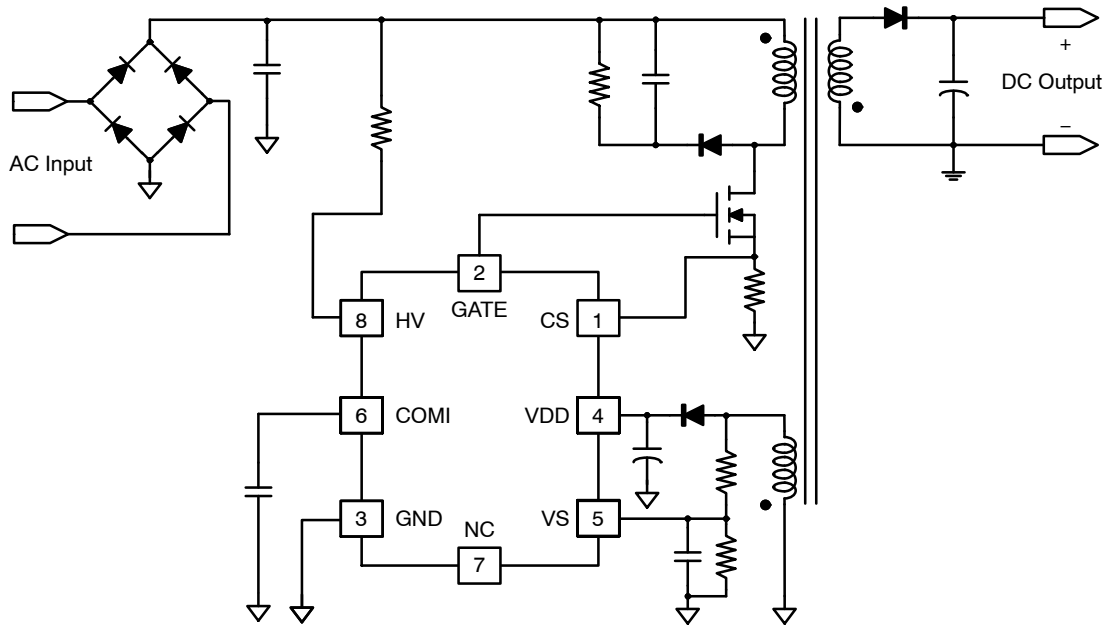 +
DC Output
−
AC Input
2
GATE
8 HV
CS 1
6 COMI
VDD 4
3 GND
VS 5
NC
7